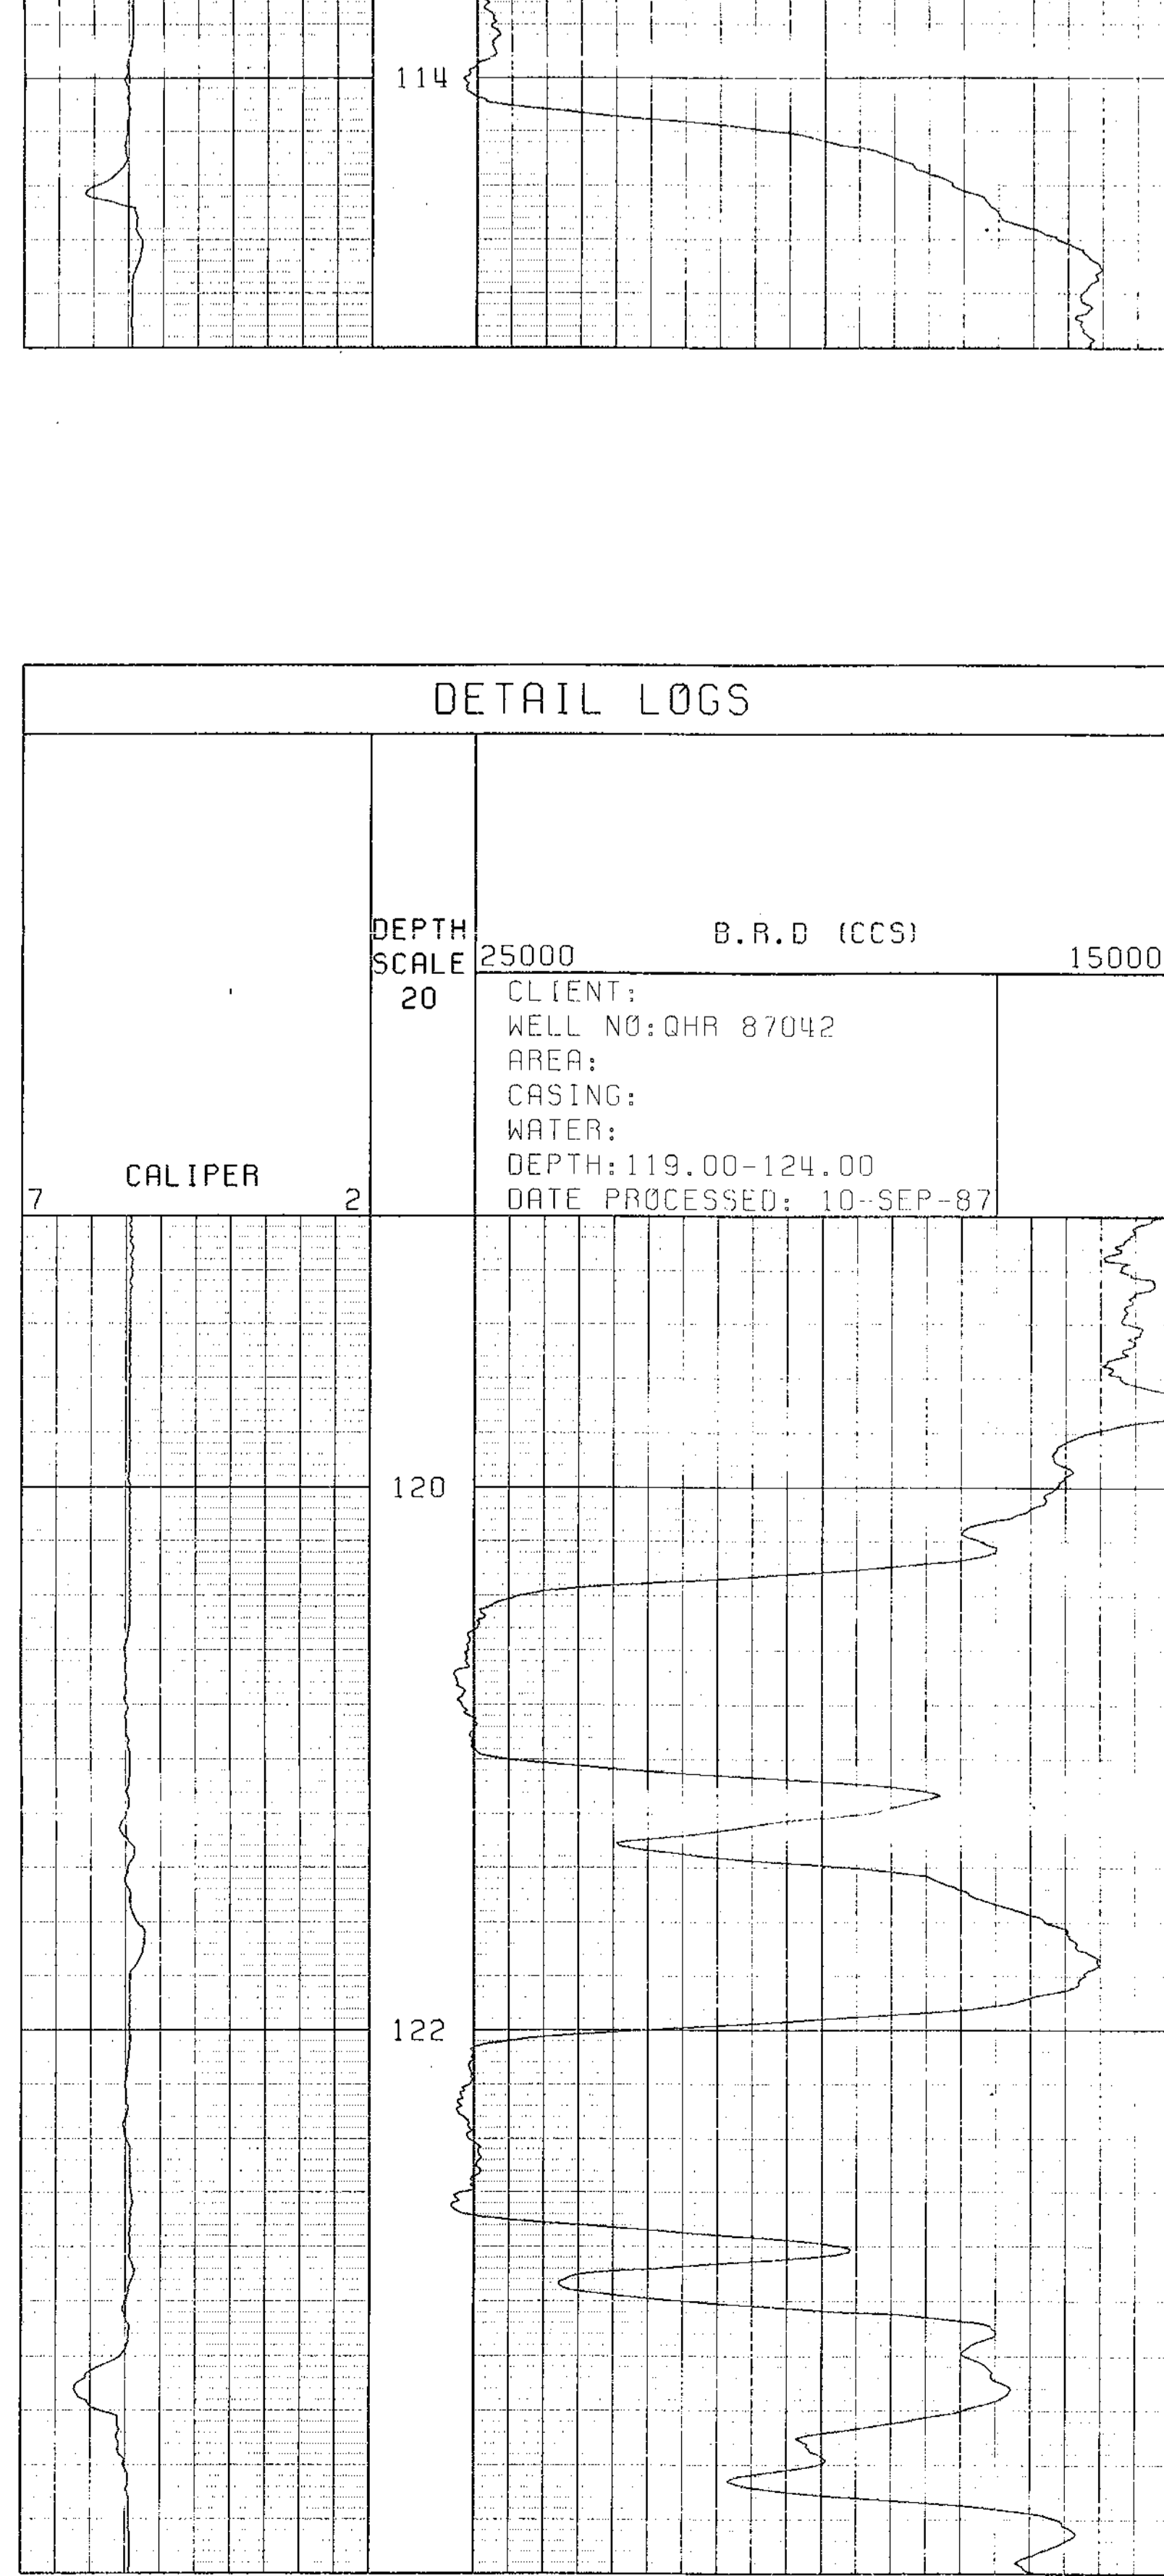 114
DETAIL LØGS
DEPTH
SCALE
20
B.R.D (CCS)
25000 15000
CLIENT:
WELL NØ:QHR 87042
AREA:
CASING:
WATER:
DEPTH:119.00-124.00
DATE PRØCESSED: 10-SEP-87
CALIPER
7 2
120
122